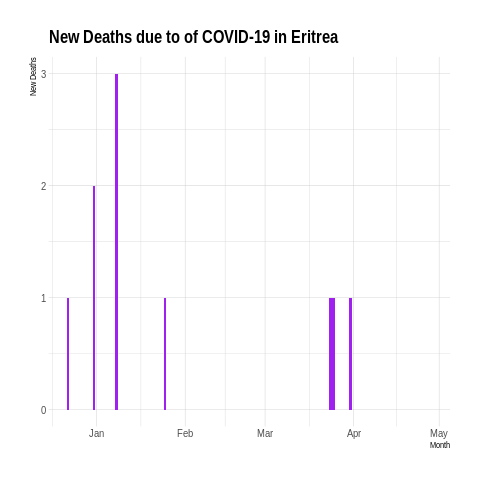 New Deaths due to of COVID-19 in Eritrea
New Deaths
3
2
1
0
Jan Feb Mar Apr May
Month